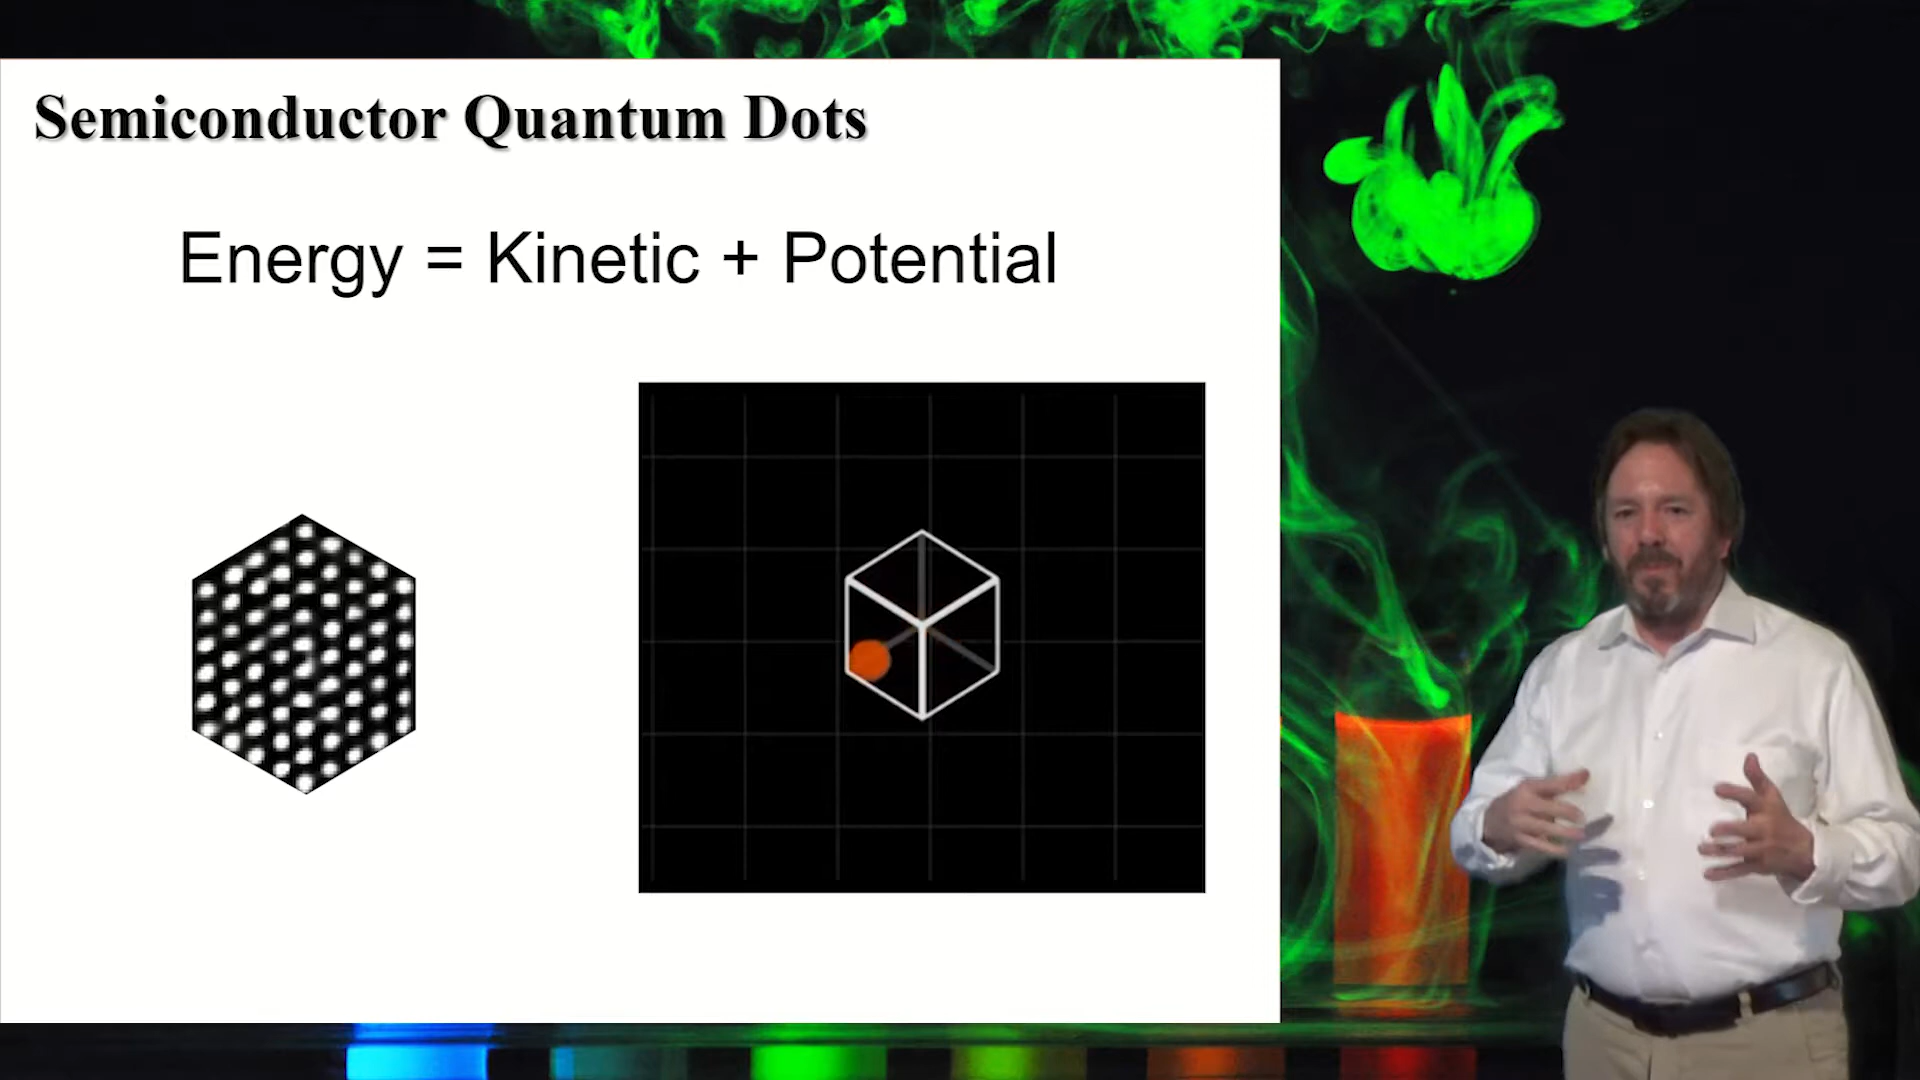 Semiconductor Quantum Dots
Energy = Kinetic + Potential